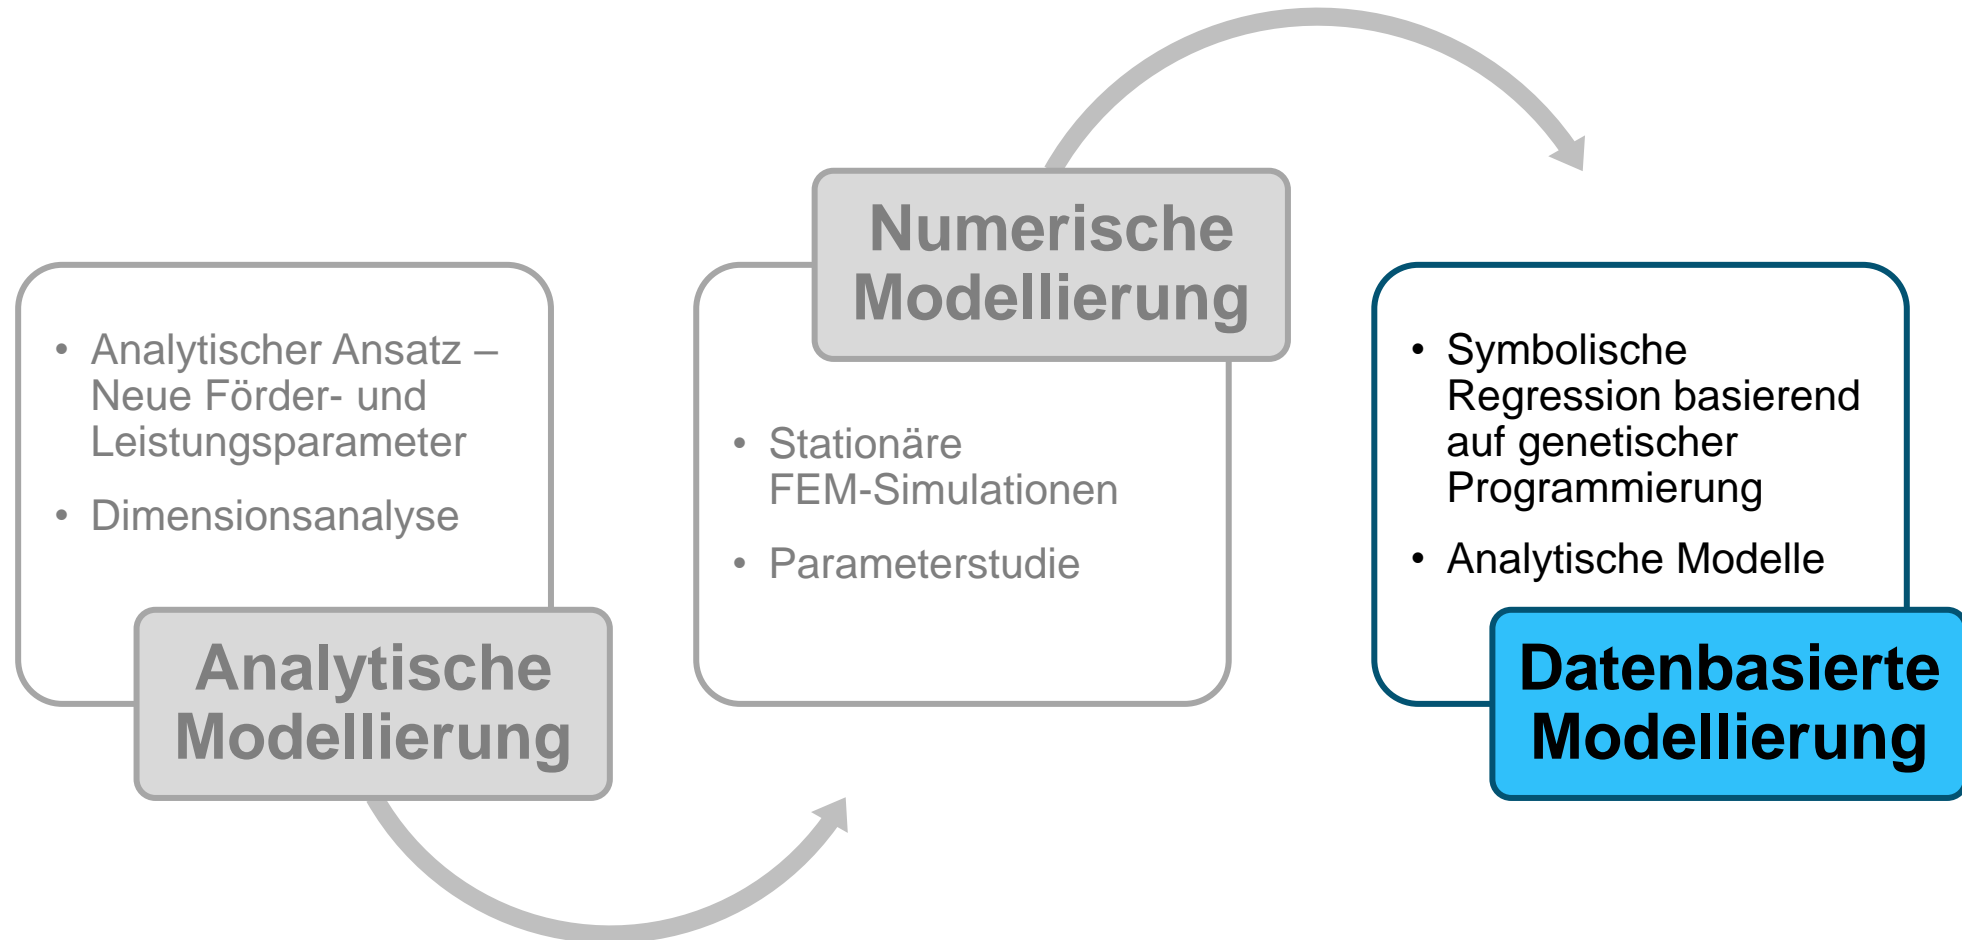 • Analytischer Ansatz –
Neue Förder- und
Leistungsparameter
• Dimensionsanalyse
Analytische
Modellierung
Numerische
Modellierung
• Stationäre
FEM-Simulationen
• Parameterstudie
• Symbolische
Regression basierend
auf genetischer
Programmierung
• Analytische Modelle
Datenbasierte
Modellierung